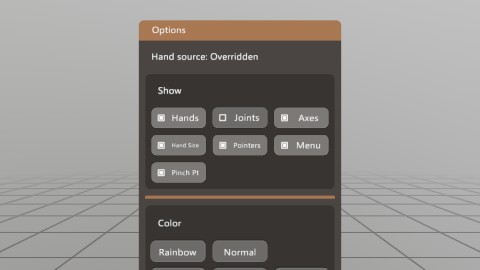 Options
Hand source: Overridden
Show
Hands Joints Axes
Hand Size Pointers Menu
Pinch Pt
Color
Rainbow Normal